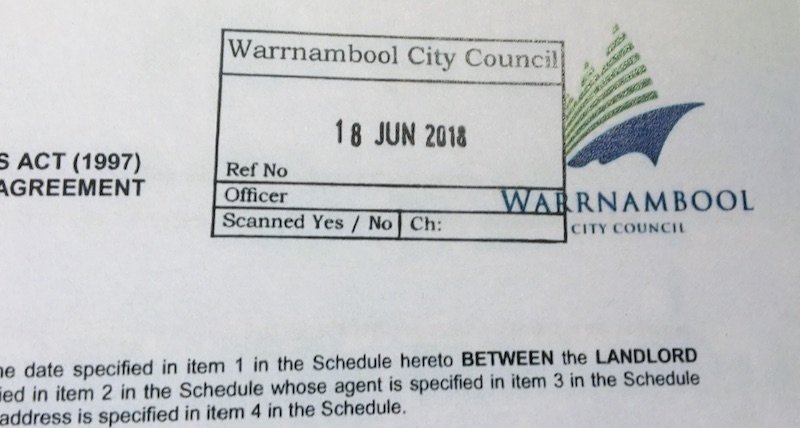 Warrnambool City Council
18 JUN 2018
Ref No
Officer
Scanned Yes / No Ch:
WARRNAMBOOL
CITY COUNCIL
S ACT (1997)
AGREEMENT
ne date specified in item 1 in the Schedule hereto BETWEEN the LANDLORD
ied in item 2 in the Schedule whose agent is specified in item 3 in the Schedule
address is specified in item 4 in the Schedule.